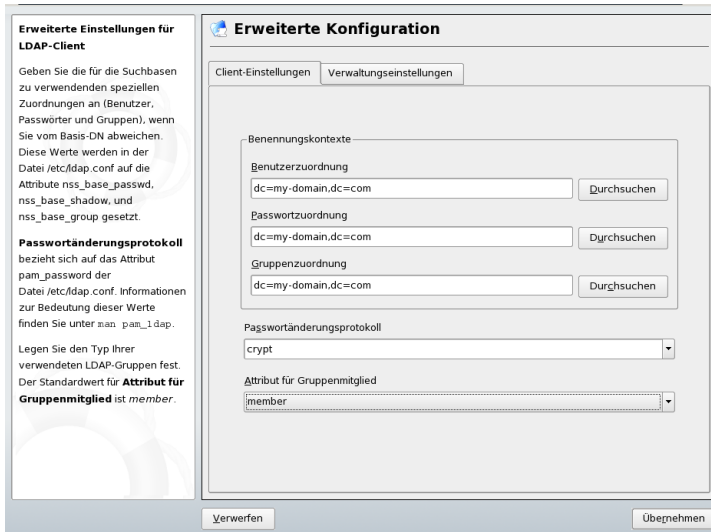 Erweiterte Einstellungen für
LDAP-Client
Geben Sie die für die Suchbasen
zu verwendenden speziellen
Zuordnungen an (Benutzer,
Passwörter und Gruppen), wenn
Sie vom Basis-DN abweichen.
Diese Werte werden in der
Datei /etc/ldap.conf auf die
Attribute nss_base_passwd,
nss_base_shadow, und
nss_base_group gesetzt.
Passwortänderungsprotokoll
bezieht sich auf das Attribut
pam_password der
Datei /etc/ldap.conf. Informationen
zur Bedeutung dieser Werte
finden Sie unter man pam_ldap.
Legen Sie den Typ Ihrer
verwendeten LDAP-Gruppen fest.
Der Standardwert für Attribut für
Gruppenmitglied ist member.
Erweiterte Konfiguration
Client-Einstellungen
Verwaltungseinstellungen
Benennungskontexte
Benutzerzuordnung
dc=my-domain,dc=com
Durchsuchen
Passwortzuordnung
dc=my-domain,dc=com
Durchsuchen
Gruppenzuordnung
dc=my-domain,dc=com
Durchsuchen
Passwortänderungsprotokoll
crypt
Attribut für Gruppenmitglied
member
Verwerfen
Übernehmen